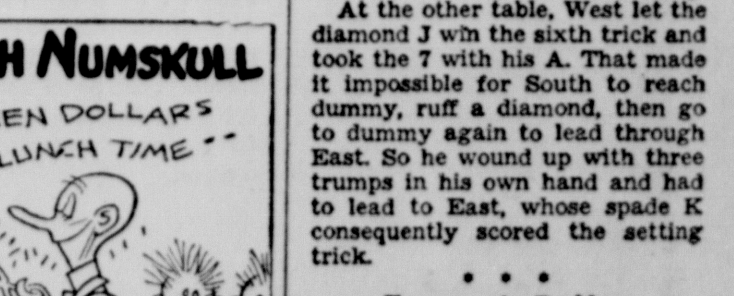 H NUMSKULL
EN DOLLARS
LUNCH TIME--
At the other table, West let the
diamond J win the sixth trick and
took the 7 with his A. That made
it impossible for South to reach
dummy, ruff a diamond, then go
to dummy again to lead through
East. So he wound up with three
trumps in his own hand and had
to lead to East, whose spade K
consequently scored the setting
trick.
• • •